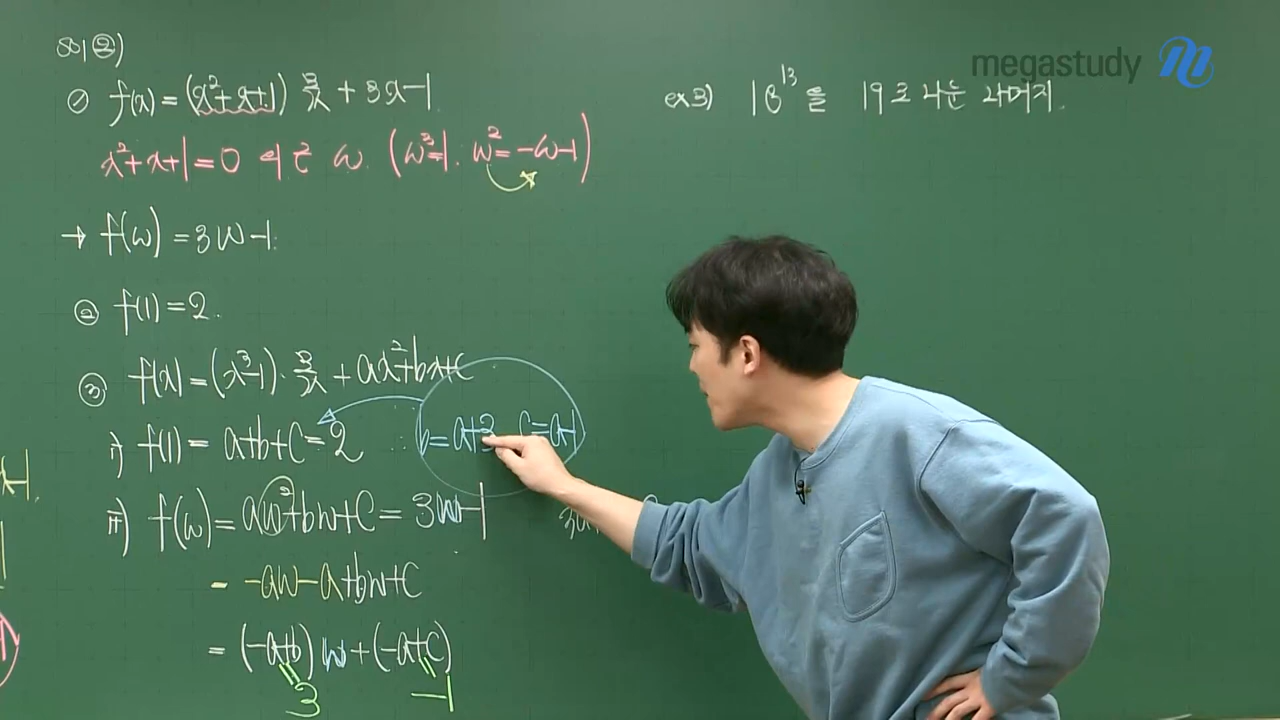 sol②)
① f(x)=(x²+x+1) 몫 + 3x-1
x²+x+1=0 근 ω (ω³=1. ω²=-ω-1)
→ f(ω)=3ω-1.
② f(1)=2.
③ f(x)=(x³-1)·몫+ax²+bx+c
i) f(1)=a+b+c=2 ∴ b=a+3 c=a-1
ii) f(ω)=aω²+bω+c=3ω-1
= -aω-a+bω+c
= (-a+b)ω+(-a+c)
3 -1
megastudy
ex3) 18¹³을 19로 나눈 나머지.